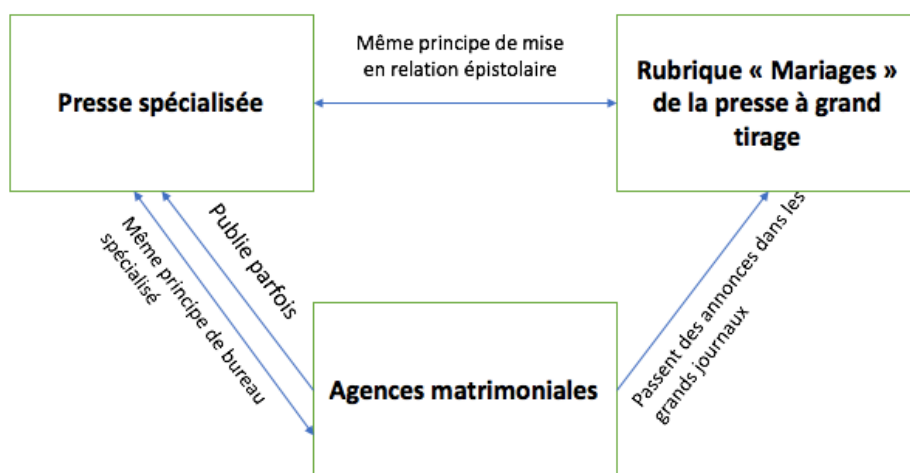 Même principe de mise
en relation épistolaire
Presse spécialisée
Rubrique « Mariages »
de la presse à grand
tirage
Même principe de bureau
spécialisé
Publie parfois
Passent des annonces dans les
grands journaux
Agences matrimoniales